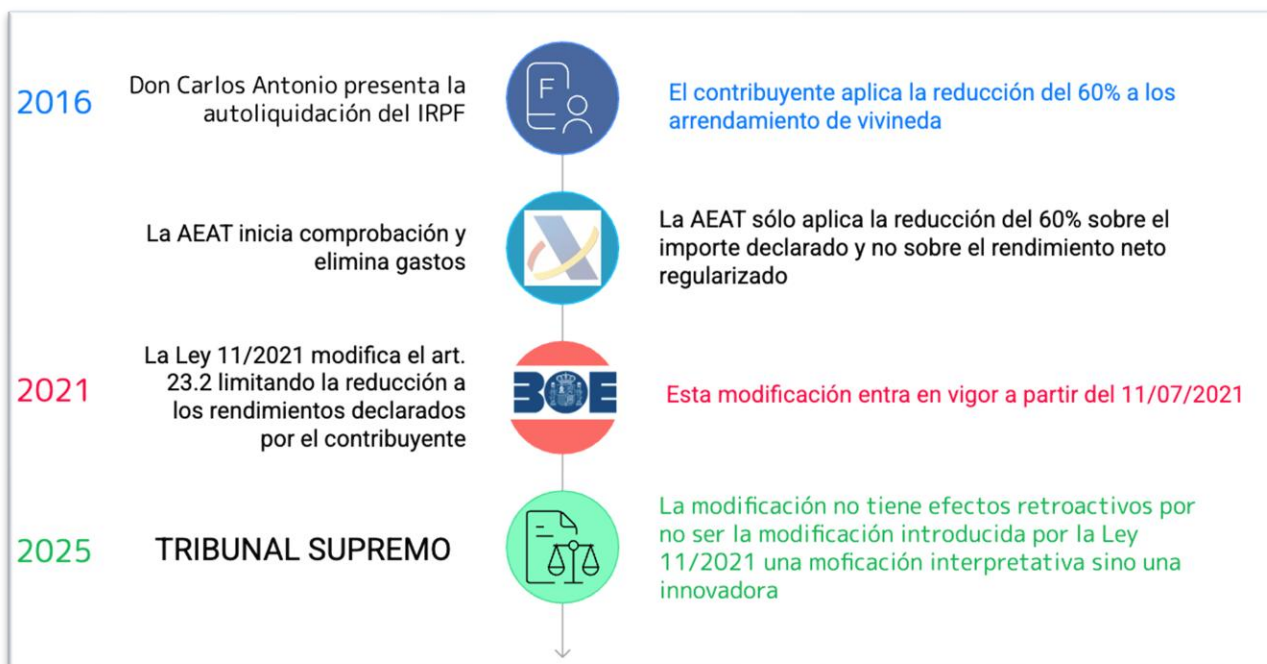 2016
Don Carlos Antonio presenta la
autoliquidación del IRPF
F
El contribuyente aplica la reducción del 60% a los
arrendamiento de vivineda
La AEAT inicia comprobación y
elimina gastos
La AEAT sólo aplica la reducción del 60% sobre el
importe declarado y no sobre el rendimiento neto
regularizado
2021
La Ley 11/2021 modifica el art.
23.2 limitando la reducción a
los rendimientos declarados
por el contribuyente
BOE
Esta modificación entra en vigor a partir del 11/07/2021
2025
TRIBUNAL SUPREMO
La modificación no tiene efectos retroactivos por
no ser la modificación introducida por la Ley
11/2021 una moficación interpretativa sino una
innovadora